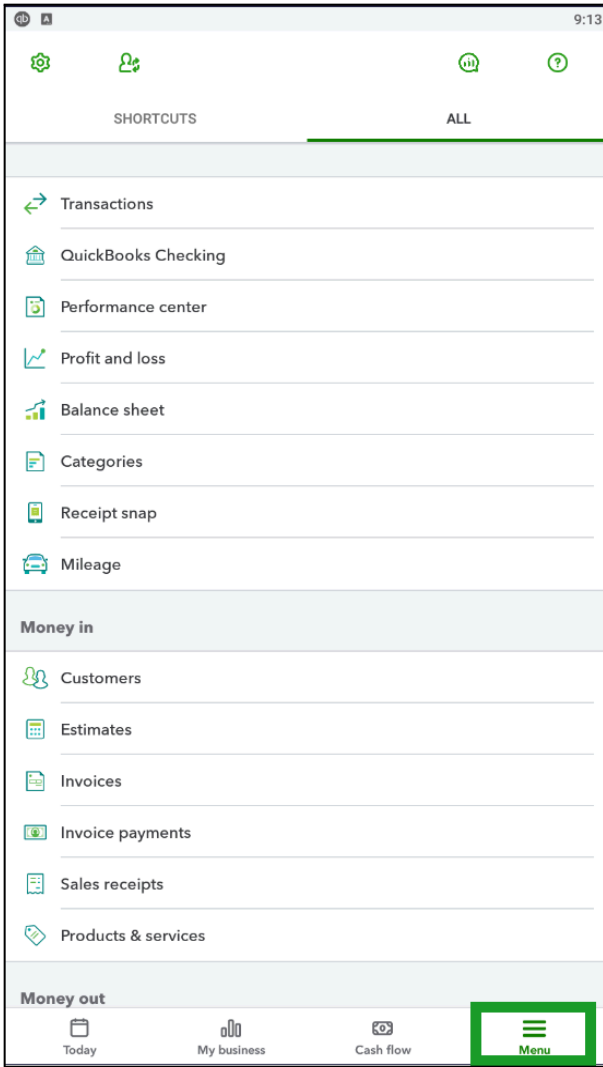 qb A 9:13
?
SHORTCUTS ALL
Transactions
QuickBooks Checking
Performance center
Profit and loss
Balance sheet
Categories
Receipt snap
Mileage
Money in
Customers
Estimates
Invoices
Invoice payments
Sales receipts
Products & services
Money out
Today My business Cash flow Menu